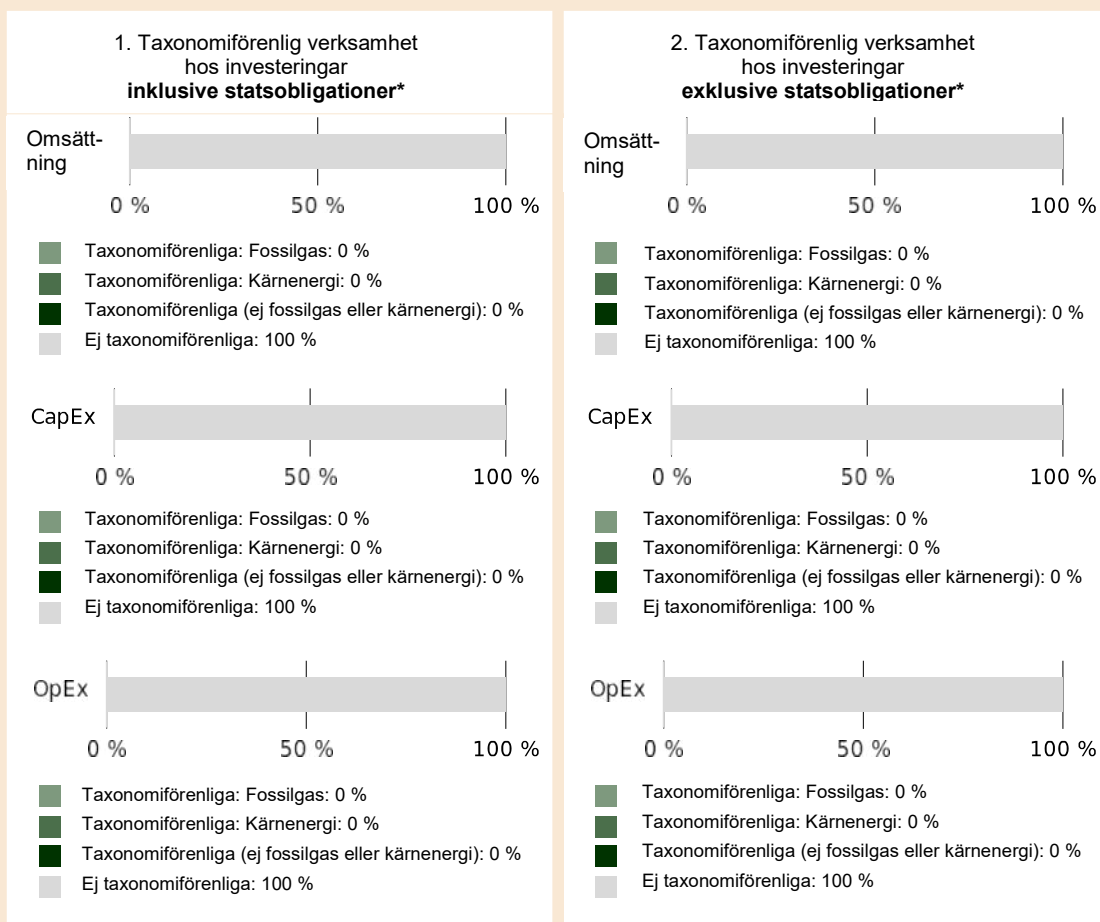 1. Taxonomiförenlig verksamhet
hos investeringar
inklusive statsobligationer*
Omsätt-
ning
0 %
50 %
100 %
Taxonomiförenliga: Fossilgas: 0 %
Taxonomiförenliga: Kärnenergi: 0 %
Taxonomiförenliga (ej fossilgas eller kärnenergi): 0 %
Ej taxonomiförenliga: 100 %
CapEx
0 %
50 %
100 %
Taxonomiförenliga: Fossilgas: 0 %
Taxonomiförenliga: Kärnenergi: 0 %
Taxonomiförenliga (ej fossilgas eller kärnenergi): 0 %
Ej taxonomiförenliga: 100 %
OpEx
0 %
50 %
100 %
Taxonomiförenliga: Fossilgas: 0 %
Taxonomiförenliga: Kärnenergi: 0 %
Taxonomiförenliga (ej fossilgas eller kärnenergi): 0 %
Ej taxonomiförenliga: 100 %
2. Taxonomiförenlig verksamhet
hos investeringar
exklusive statsobligationer*
Omsätt-
ning
0 %
50 %
100 %
Taxonomiförenliga: Fossilgas: 0 %
Taxonomiförenliga: Kärnenergi: 0 %
Taxonomiförenliga (ej fossilgas eller kärnenergi): 0 %
Ej taxonomiförenliga: 100 %
CapEx
0 %
50 %
100 %
Taxonomiförenliga: Fossilgas: 0 %
Taxonomiförenliga: Kärnenergi: 0 %
Taxonomiförenliga (ej fossilgas eller kärnenergi): 0 %
Ej taxonomiförenliga: 100 %
OpEx
0 %
50 %
100 %
Taxonomiförenliga: Fossilgas: 0 %
Taxonomiförenliga: Kärnenergi: 0 %
Taxonomiförenliga (ej fossilgas eller kärnenergi): 0 %
Ej taxonomiförenliga: 100 %